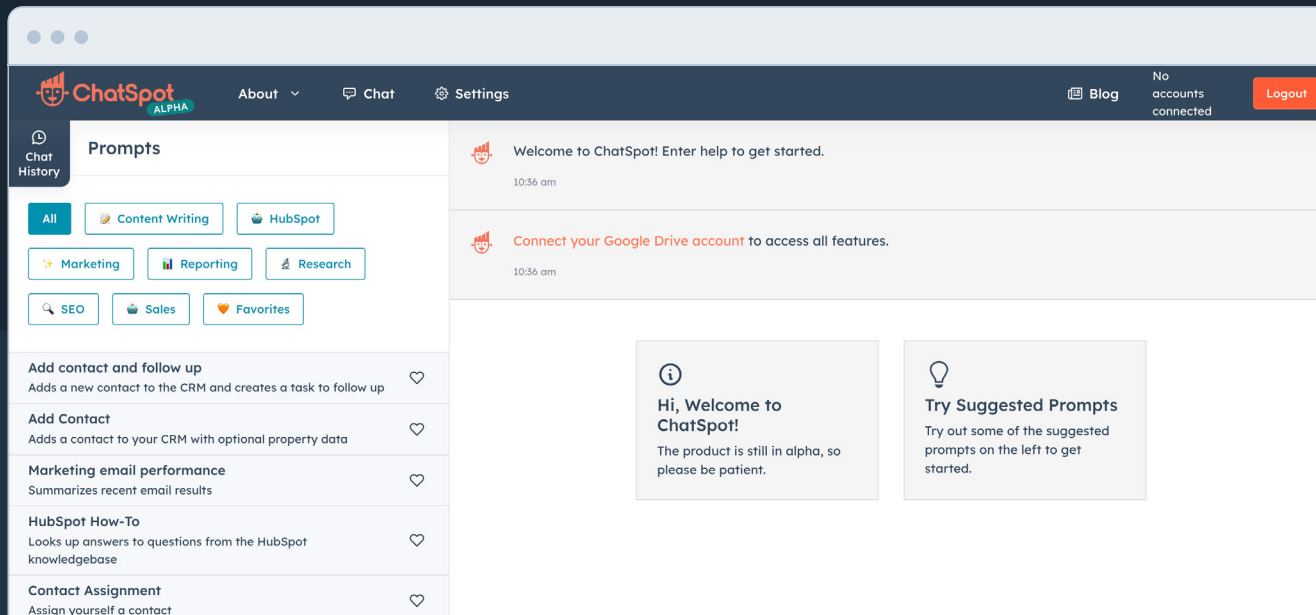 ChatSpot
ALPHA
About
Chat
Settings
Blog
No
accounts
connected
Logout
Chat
History
Prompts
All
Content Writing
HubSpot
Marketing
Reporting
Research
SEO
Sales
Favorites
Add contact and follow up
Adds a new contact to the CRM and creates a task to follow up
Add Contact
Adds a contact to your CRM with optional property data
Marketing email performance
Summarizes recent email results
HubSpot How-To
Looks up answers to questions from the HubSpot
knowledgebase
Contact Assignment
Assign yourself a contact
Welcome to ChatSpot! Enter help to get started.
10:36 am
Connect your Google Drive account to access all features.
10:36 am
Hi, Welcome to
ChatSpot!
The product is still in alpha, so
please be patient.
Try Suggested Prompts
Try out some of the suggested
prompts on the left to get
started.